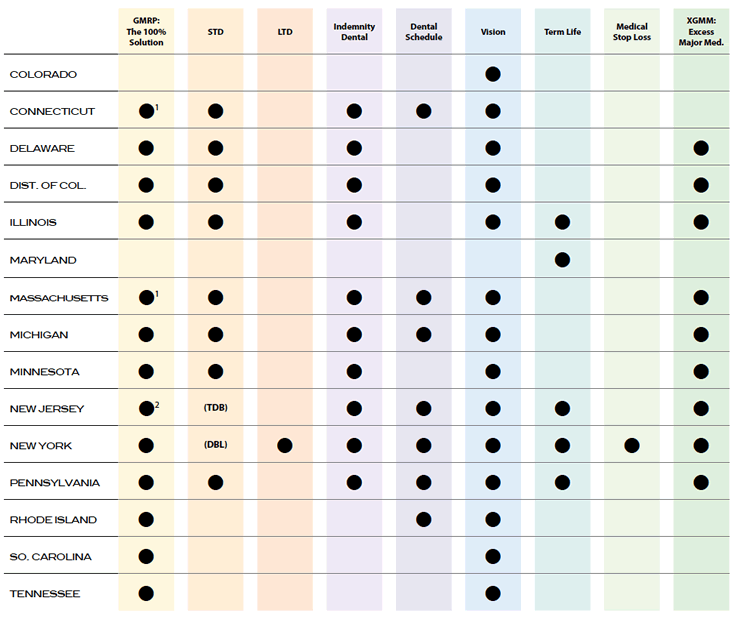 GMRP:
The 100%
Solution
STD
LTD
Indemnity
Dental
Dental
Schedule
Vision
Term Life
Medical
Stop Loss
XGMM:
Excess
Major Med.
COLORADO
CONNECTICUT 1
DELAWARE
DIST. OF COL.
ILLINOIS
MARYLAND
MASSACHUSETTS 1
MICHIGAN
MINNESOTA
NEW JERSEY 2 (TDB)
NEW YORK (DBL)
PENNSYLVANIA
RHODE ISLAND
SO. CAROLINA
TENNESSEE